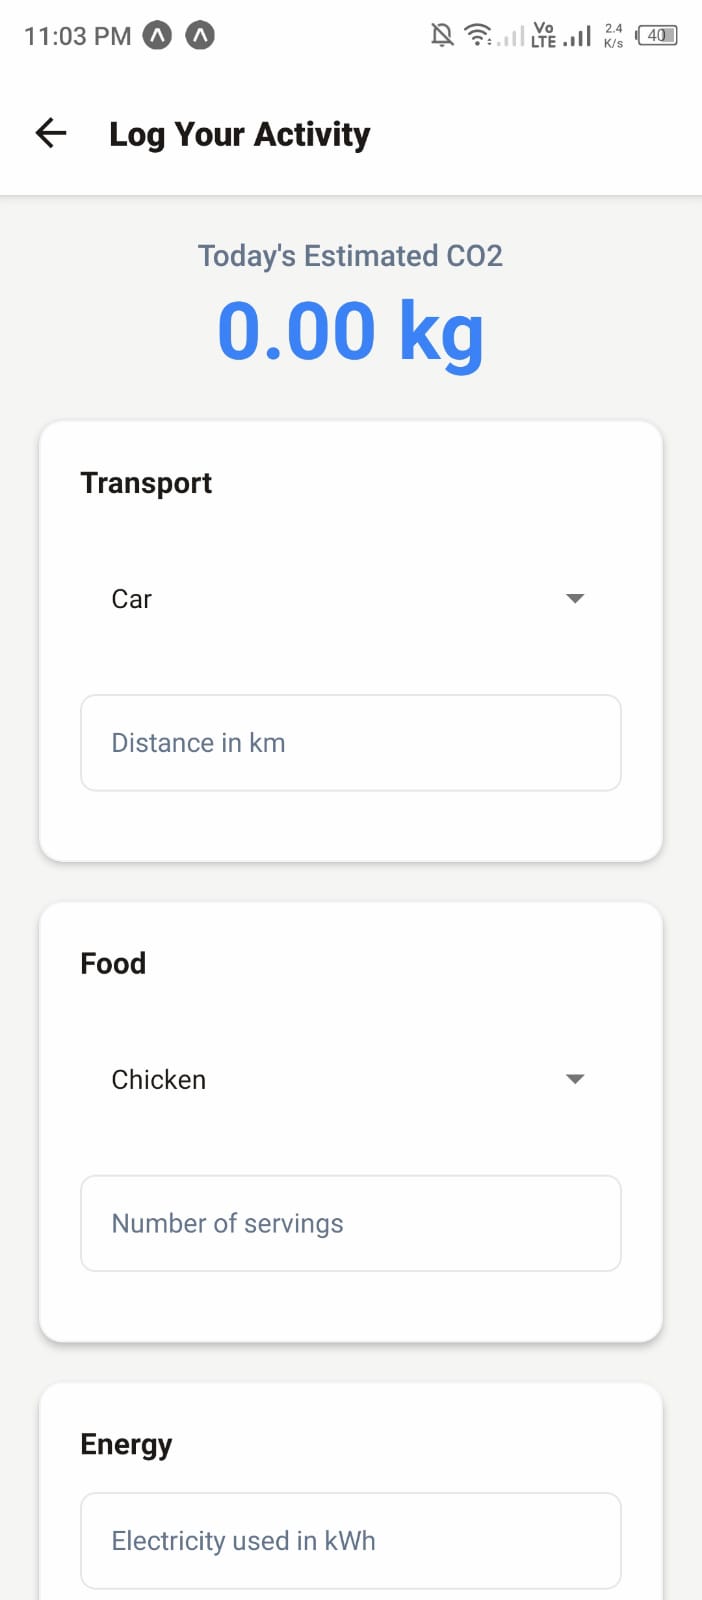 11:03 PM Vo LTE 2.4 K/s 40
Log Your Activity
Today's Estimated CO2
0.00 kg
Transport
Car
Distance in km
Food
Chicken
Number of servings
Energy
Electricity used in kWh